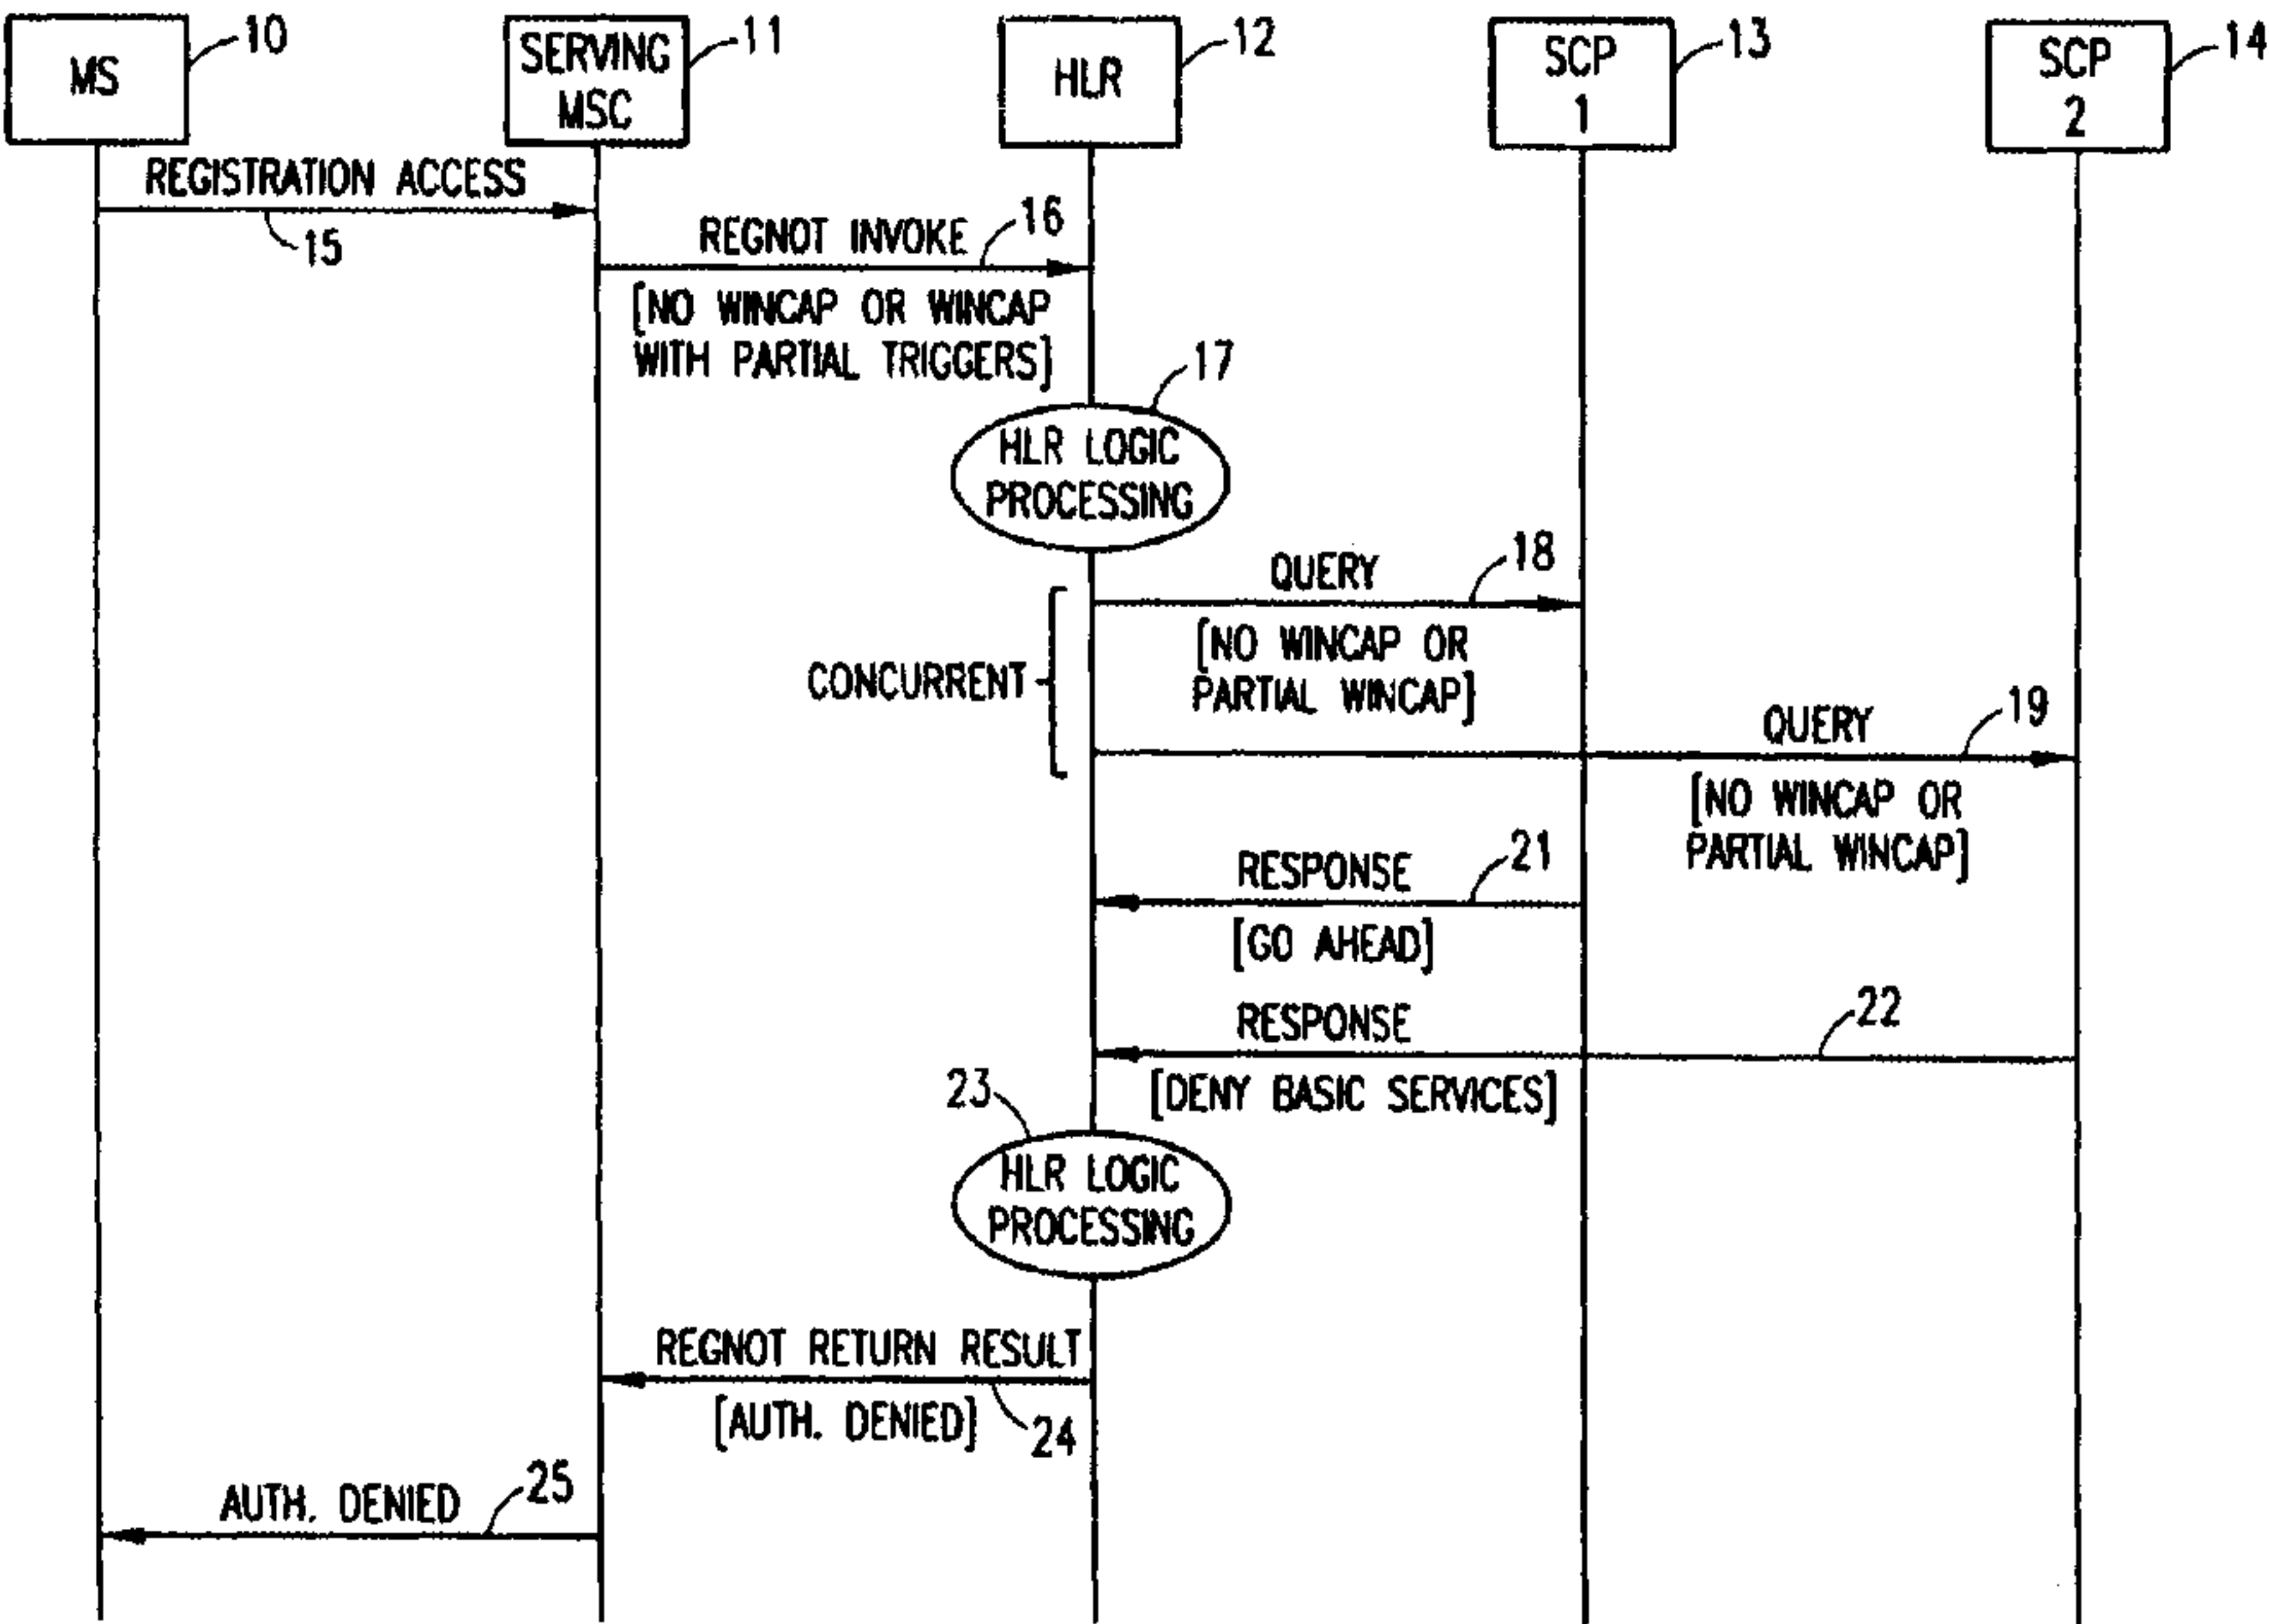 MS
10
SERVING
MSC
11
HLR
12
SCP
1
13
SCP
2
14
REGISTRATION ACCESS
15
REGNOT INVOKE
16
[NO WINCAP OR WINCAP
WITH PARTIAL TRIGGERS]
17
HLR LOGIC
PROCESSING
QUERY
18
[NO WINCAP OR
PARTIAL WINCAP]
CONCURRENT
QUERY
19
[NO WINCAP OR
PARTIAL WINCAP]
RESPONSE
21
[GO AHEAD]
RESPONSE
22
[DENY BASIC SERVICES]
23
HLR LOGIC
PROCESSING
REGNOT RETURN RESULT
[AUTH. DENIED]
24
AUTH. DENIED
25